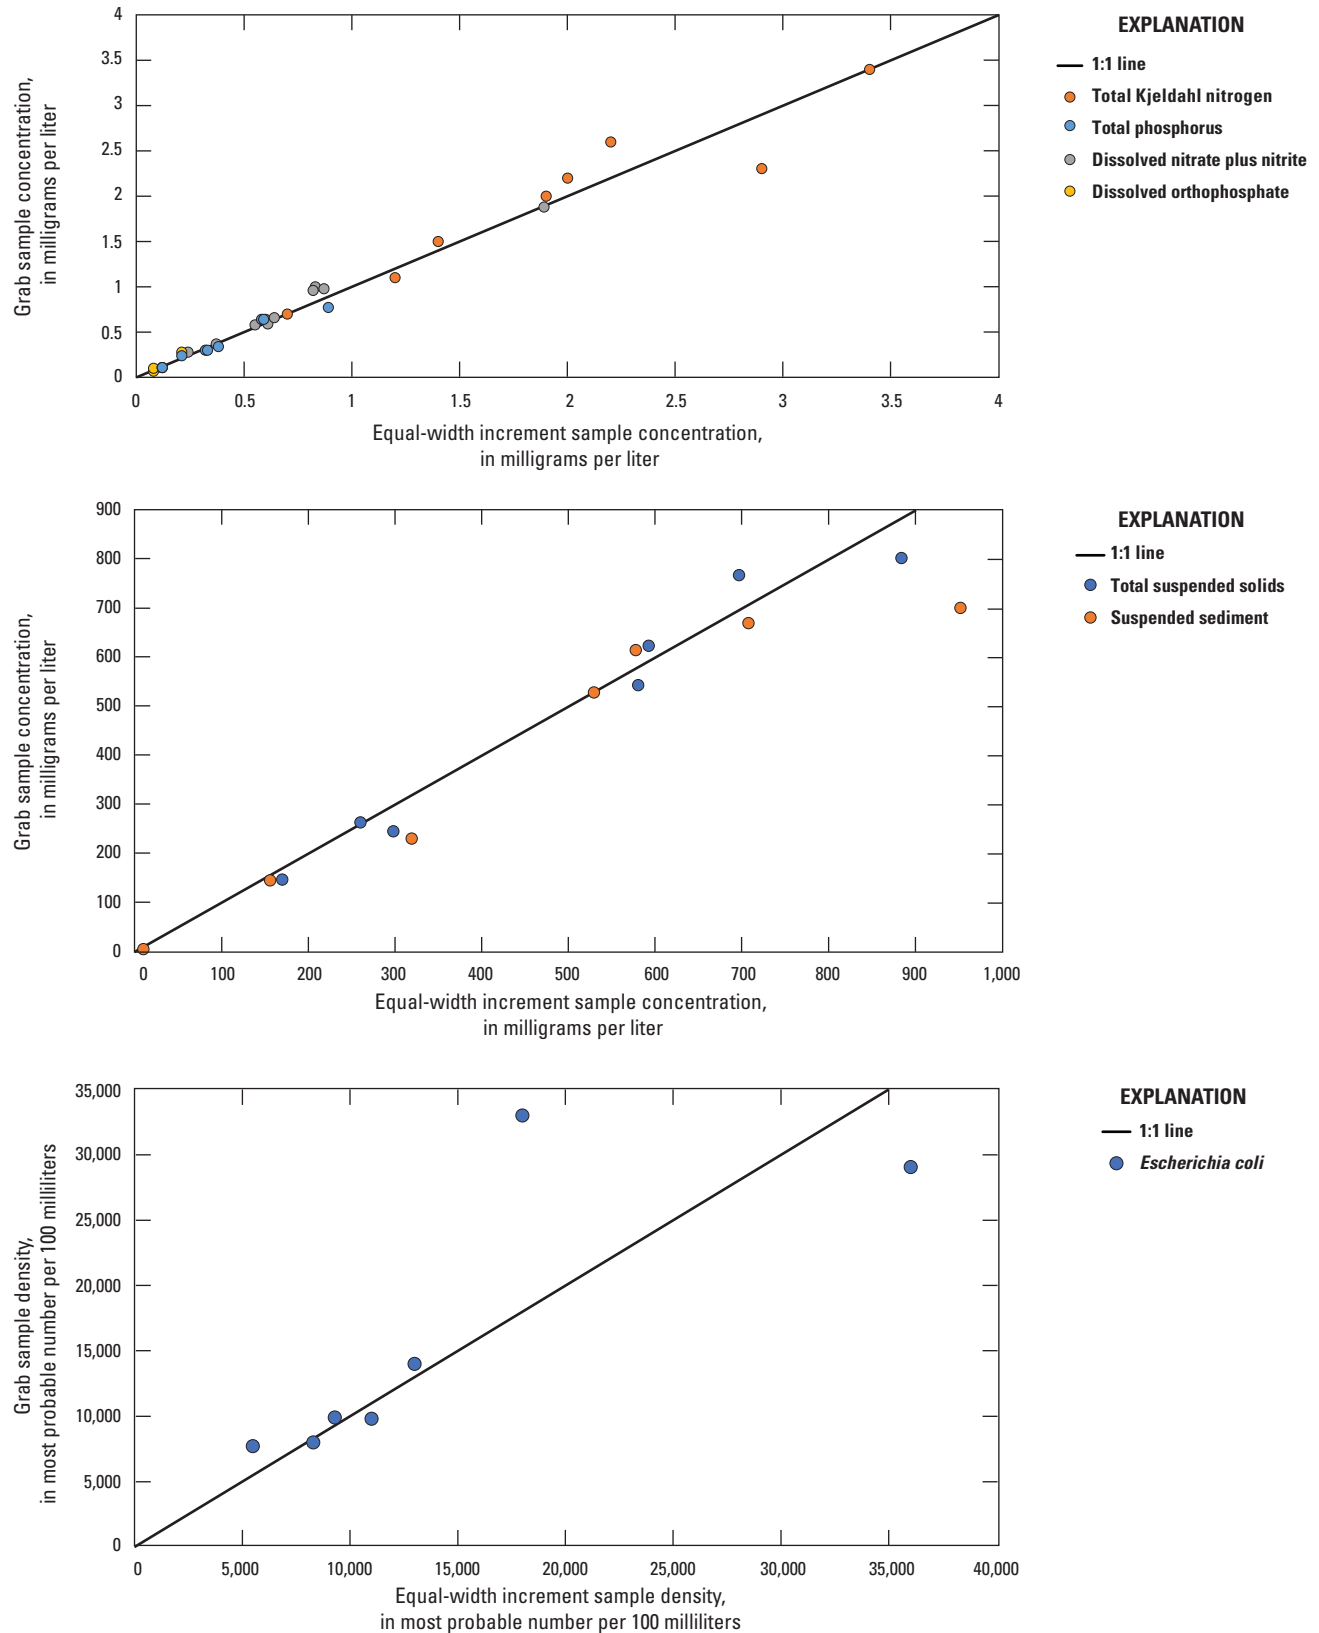 Grab sample concentration,
in milligrams per liter
4
3.5
3
2.5
2
1.5
1
0.5
0
0
0.5
1
1.5
2
2.5
3
3.5
4
Equal-width increment sample concentration,
in milligrams per liter
EXPLANATION
1:1 line
Total Kjeldahl nitrogen
Total phosphorus
Dissolved nitrate plus nitrite
Dissolved orthophosphate
Grab sample concentration,
in milligrams per liter
900
800
700
600
500
400
300
200
100
0
0
100
200
300
400
500
600
700
800
900
1,000
Equal-width increment sample concentration,
in milligrams per liter
EXPLANATION
1:1 line
Total suspended solids
Suspended sediment
Grab sample density,
in most probable number per 100 milliliters
35,000
30,000
25,000
20,000
15,000
10,000
5,000
0
0
5,000
10,000
15,000
20,000
25,000
30,000
35,000
40,000
Equal-width increment sample density,
in most probable number per 100 milliliters
EXPLANATION
1:1 line
Escherichia coli